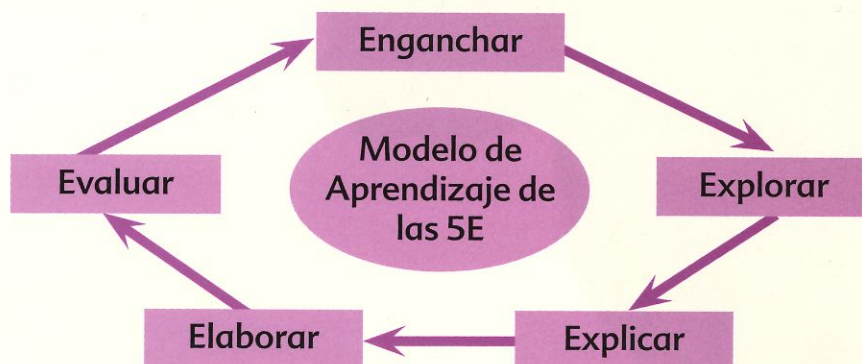 Enganchar
Modelo de
Aprendizaje de
las 5E
Evaluar
Explorar
Elaborar
Explicar